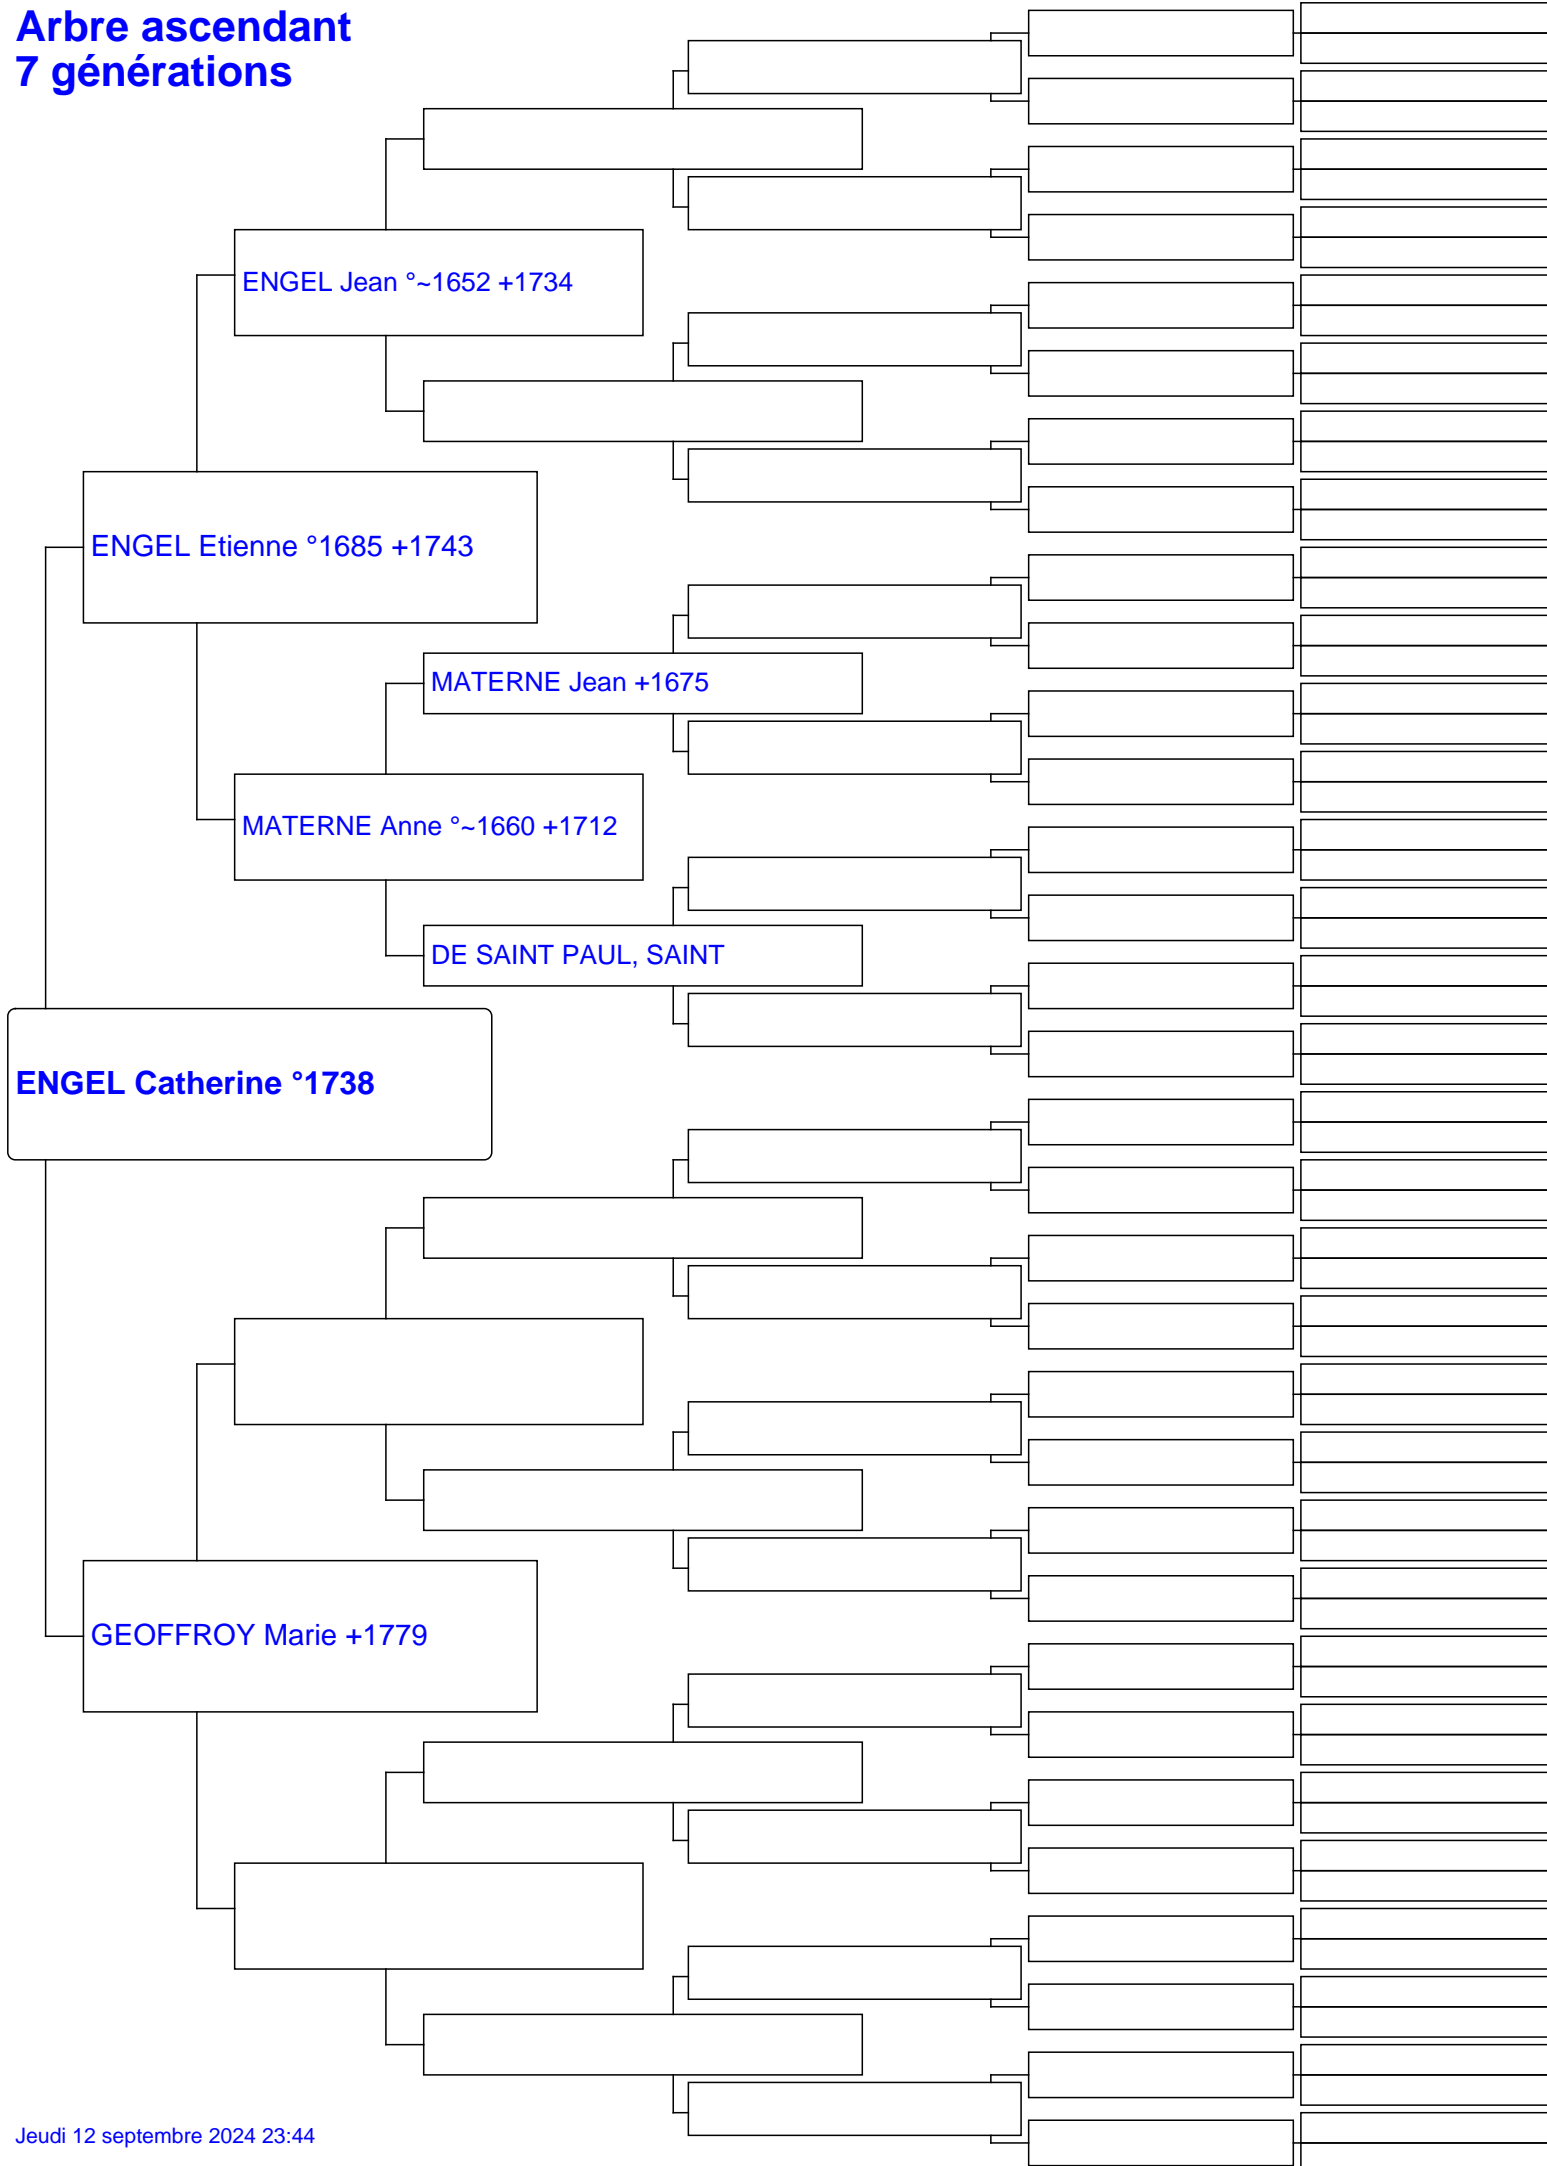 Arbre ascendant
7 générations
ENGEL Jean °~1652 +1734
ENGEL Etienne °1685 +1743
MATERNE Jean +1675
MATERNE Anne °~1660 +1712
DE SAINT PAUL, SAINT
ENGEL Catherine °1738
GEOFFROY Marie +1779
Jeudi 12 septembre 2024 23:44